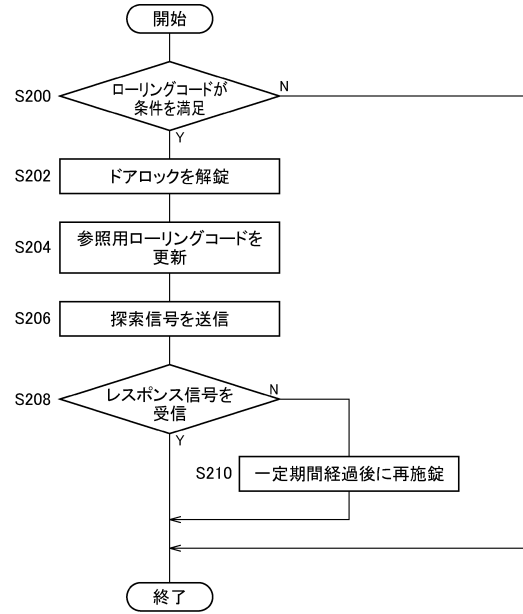 開始
S200
ローリングコードが
条件を満足
N
Y
S202
ドアロックを解錠
S204
参照用ローリングコードを
更新
S206
探索信号を送信
S208
レスポンス信号を
受信
N
Y
S210
一定期間経過後に再施錠
終了